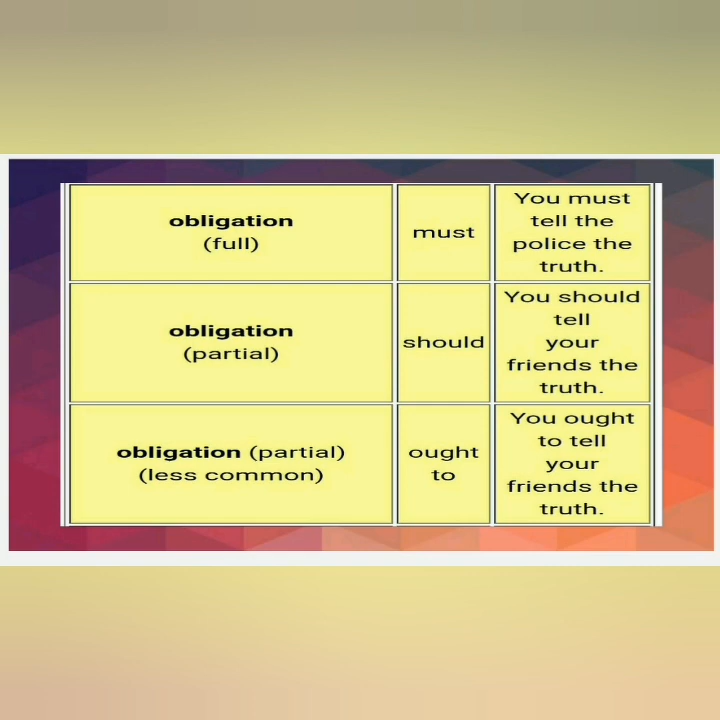 obligation
(full)
must
You must
tell the
police the
truth.
obligation
(partial)
should
You should
tell
your
friends the
truth.
obligation (partial)
(less common)
ought
to
You ought
to tell
your
friends the
truth.